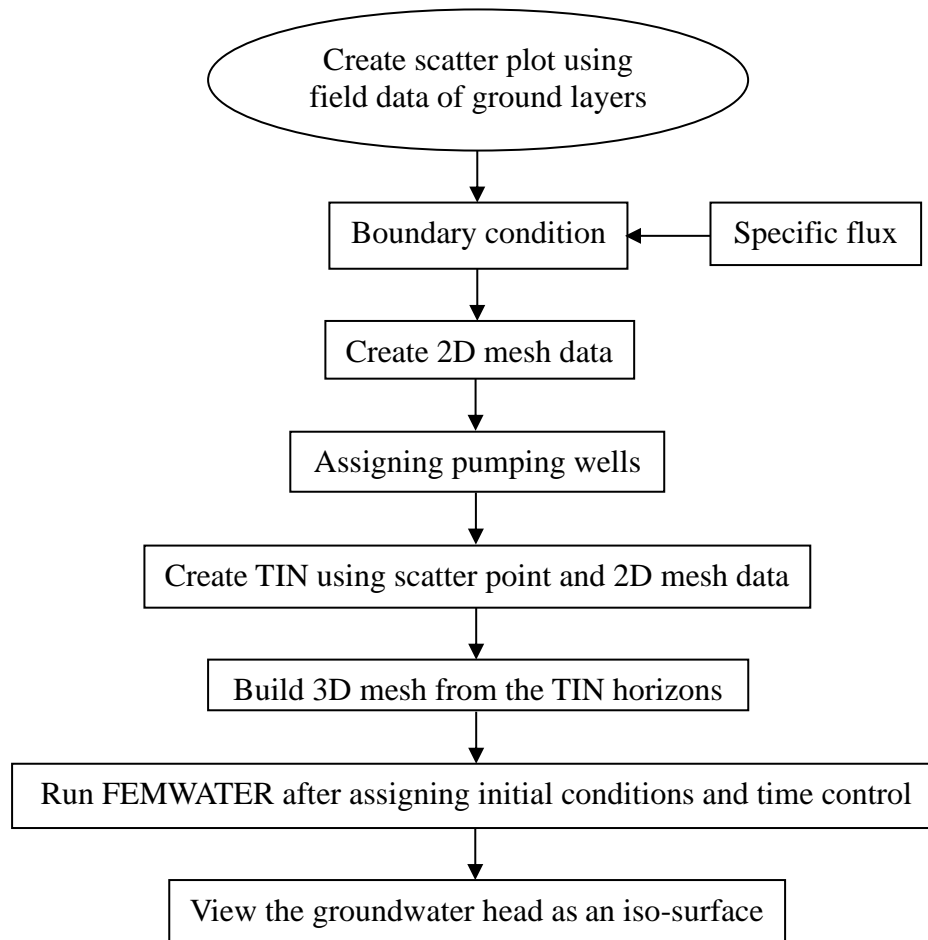 Create scatter plot using
field data of ground layers
Boundary condition
Specific flux
Create 2D mesh data
Assigning pumping wells
Create TIN using scatter point and 2D mesh data
Build 3D mesh from the TIN horizons
Run FEMWATER after assigning initial conditions and time control
View the groundwater head as an iso-surface